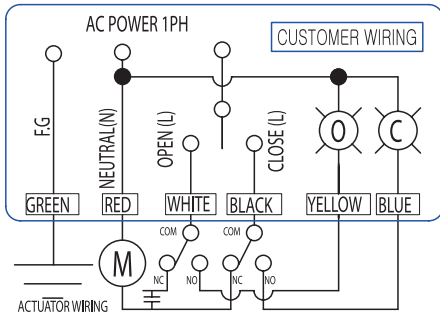 AC POWER 1PH
CUSTOMER WIRING
F.G
NEUTRAL(N)
OPEN (L)
CLOSE (L)
O
C
GREEN
RED
WHITE
BLACK
YELLOW
BLUE
COM
COM
M
NC
NO
NC
NO
ACTUATOR WIRING